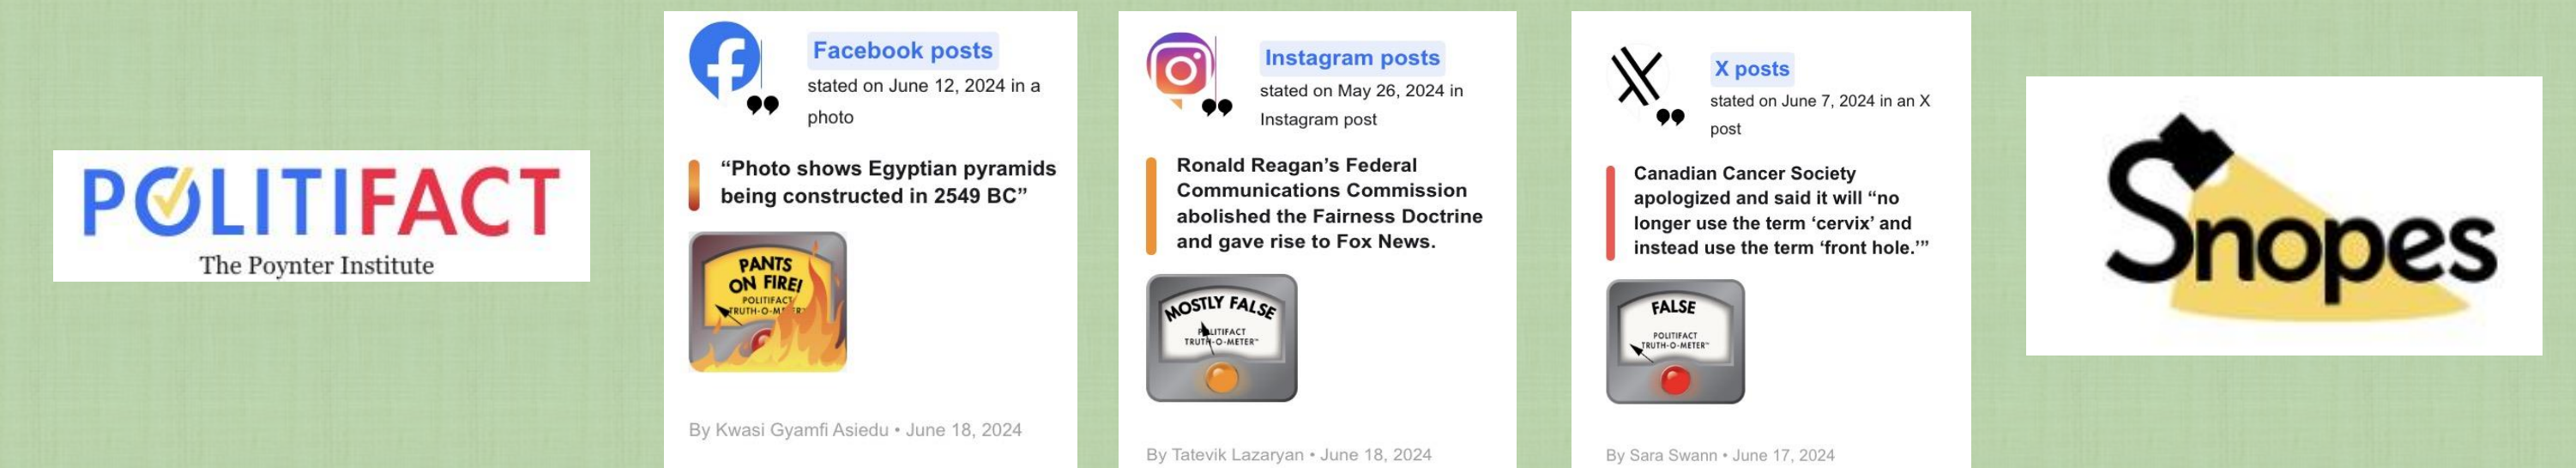 POLITIFACT
The Poynter Institute
Facebook posts
stated on June 12, 2024 in a
photo
“Photo shows Egyptian pyramids
being constructed in 2549 BC”
PANTS
ON FIRE!
POLITIFACT
TRUTH-O-METER
By Kwasi Gyamfi Asiedu • June 18, 2024
Instagram posts
stated on May 26, 2024 in
Instagram post
Ronald Reagan’s Federal
Communications Commission
abolished the Fairness Doctrine
and gave rise to Fox News.
MOSTLY FALSE
POLITIFACT
TRUTH-O-METER™
By Tatevik Lazaryan • June 18, 2024
X posts
stated on June 7, 2024 in an X
post
Canadian Cancer Society
apologized and said it will “no
longer use the term ‘cervix’ and
instead use the term ‘front hole.’”
FALSE
POLITIFACT
TRUTH-O-METER™
By Sara Swann • June 17, 2024
Snopes